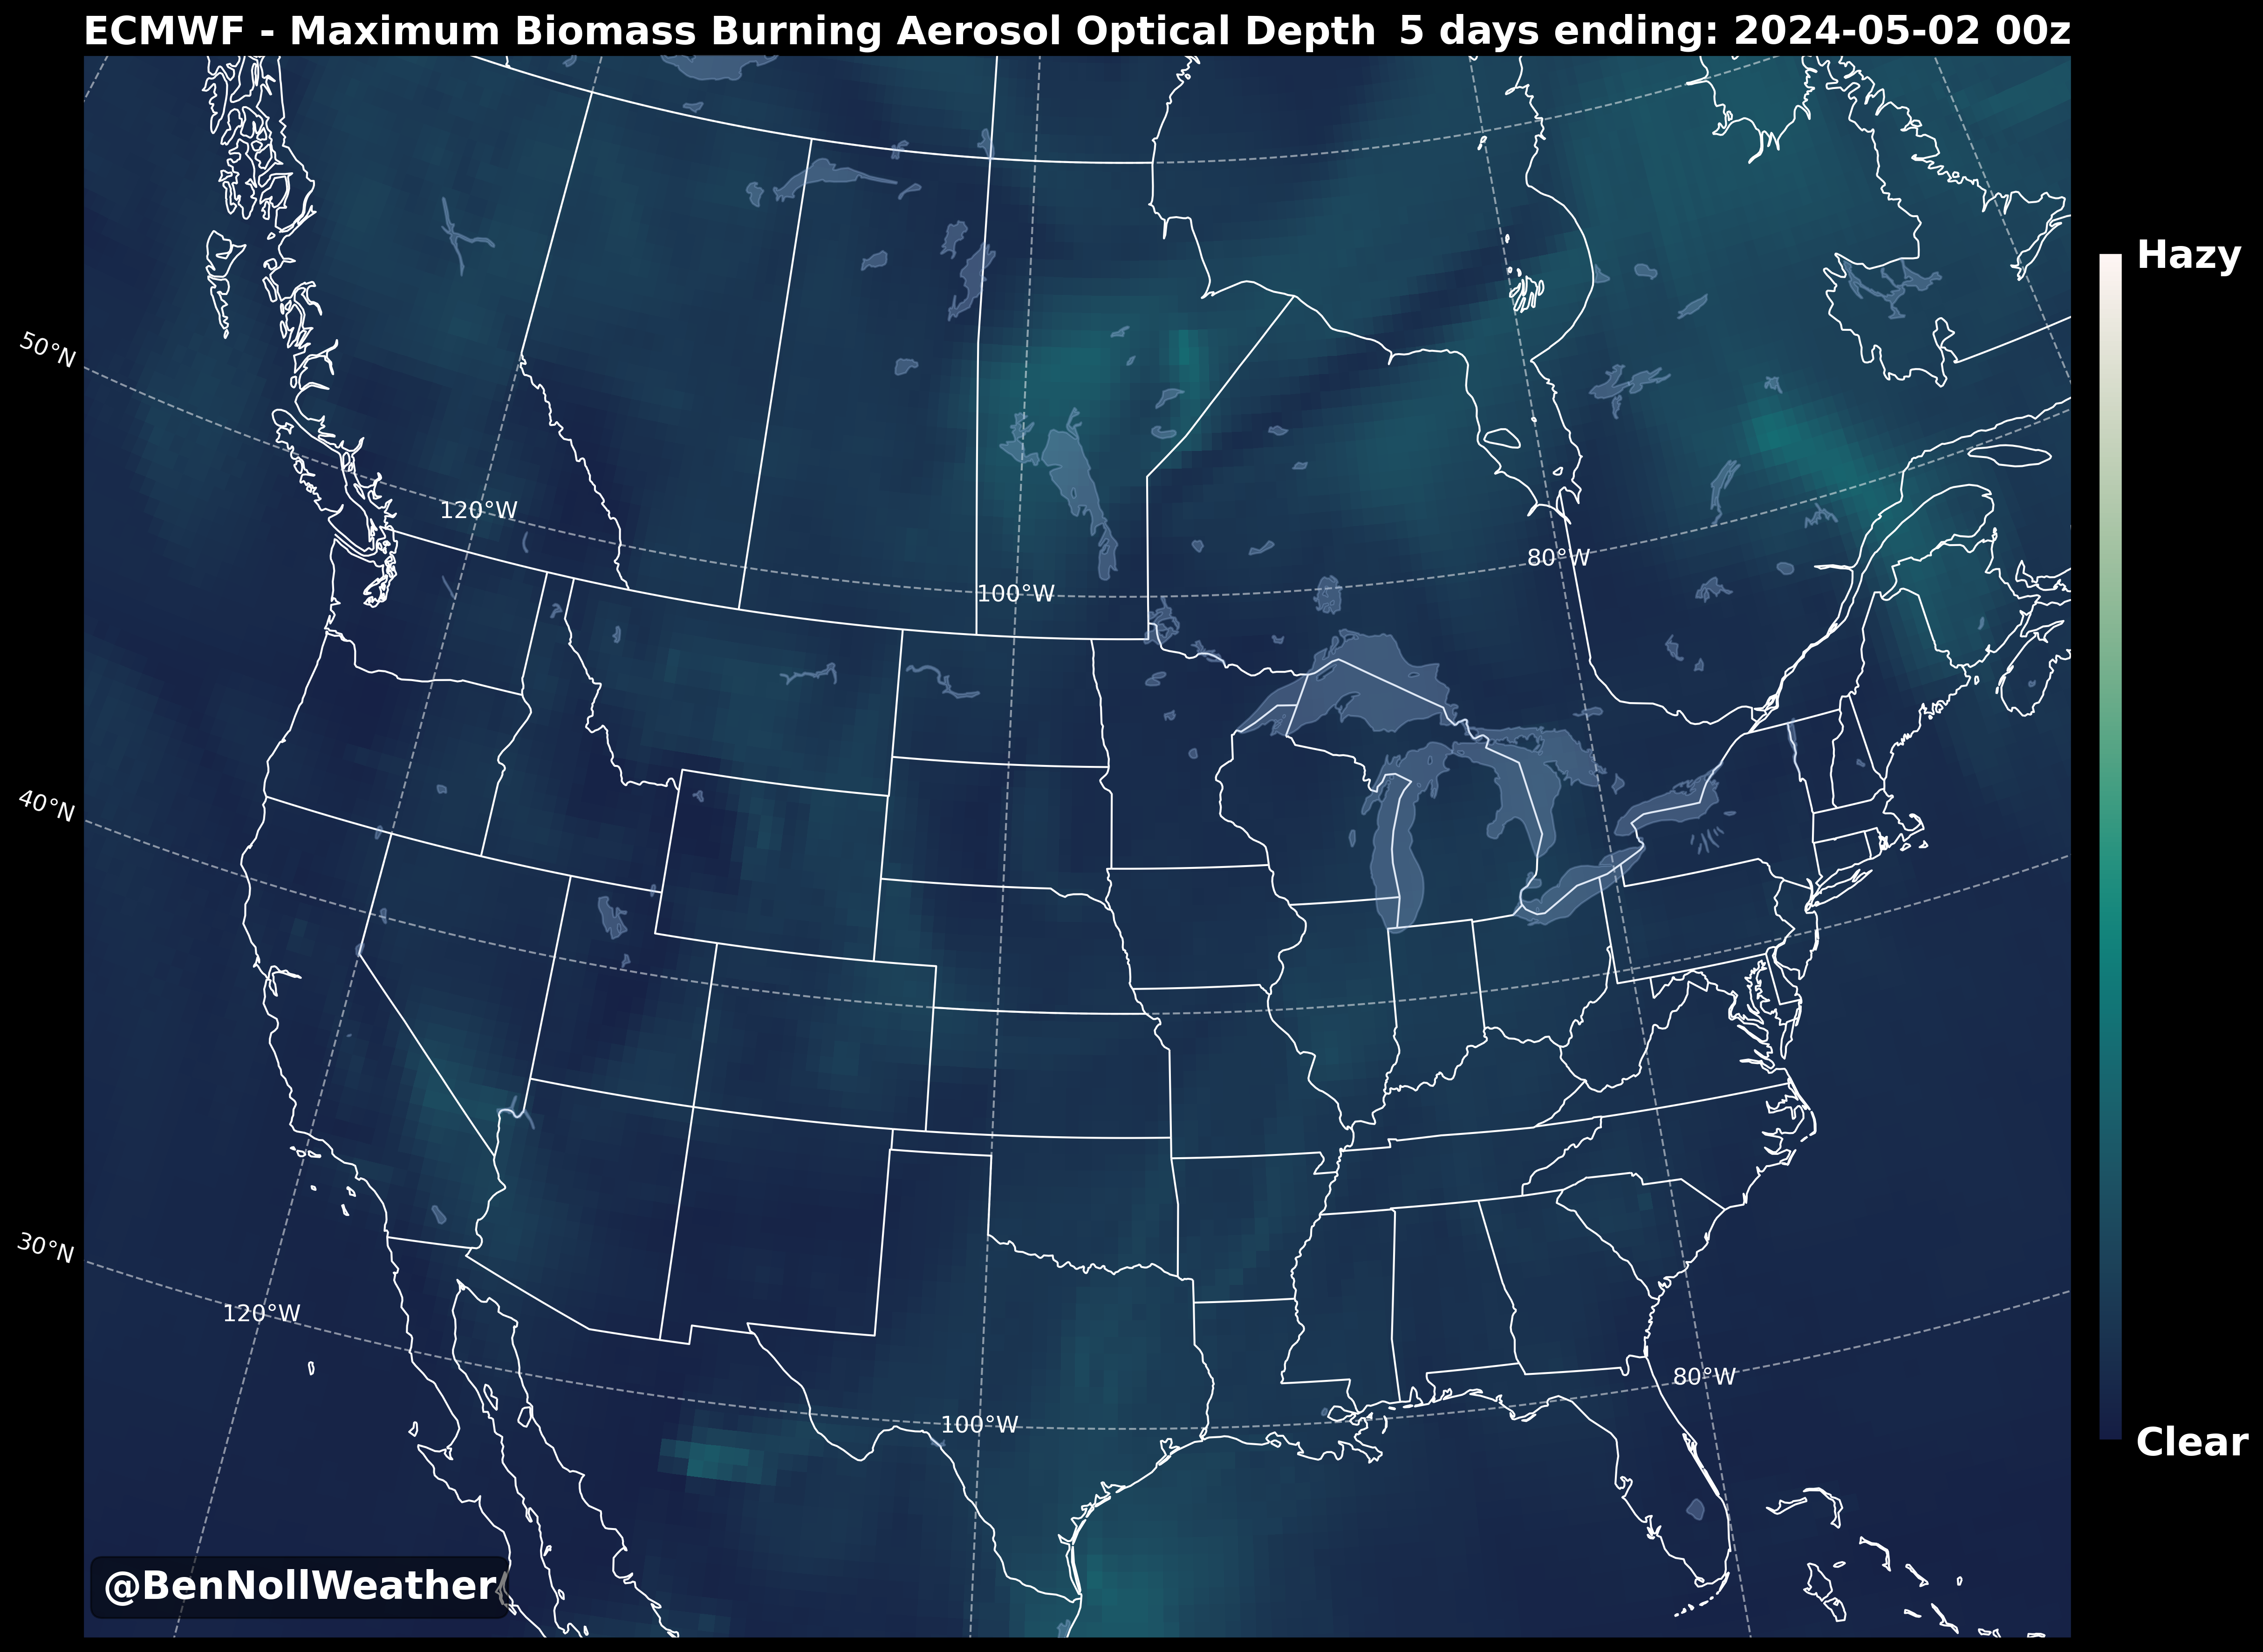 ECMWF - Maximum Biomass Burning Aerosol Optical Depth 5 days ending: 2024-05-02 00z
Hazy
50°N
120°W
80°W
100°W
40°N
30°N
120°W
80°W
100°W
Clear
@BenNollWeather